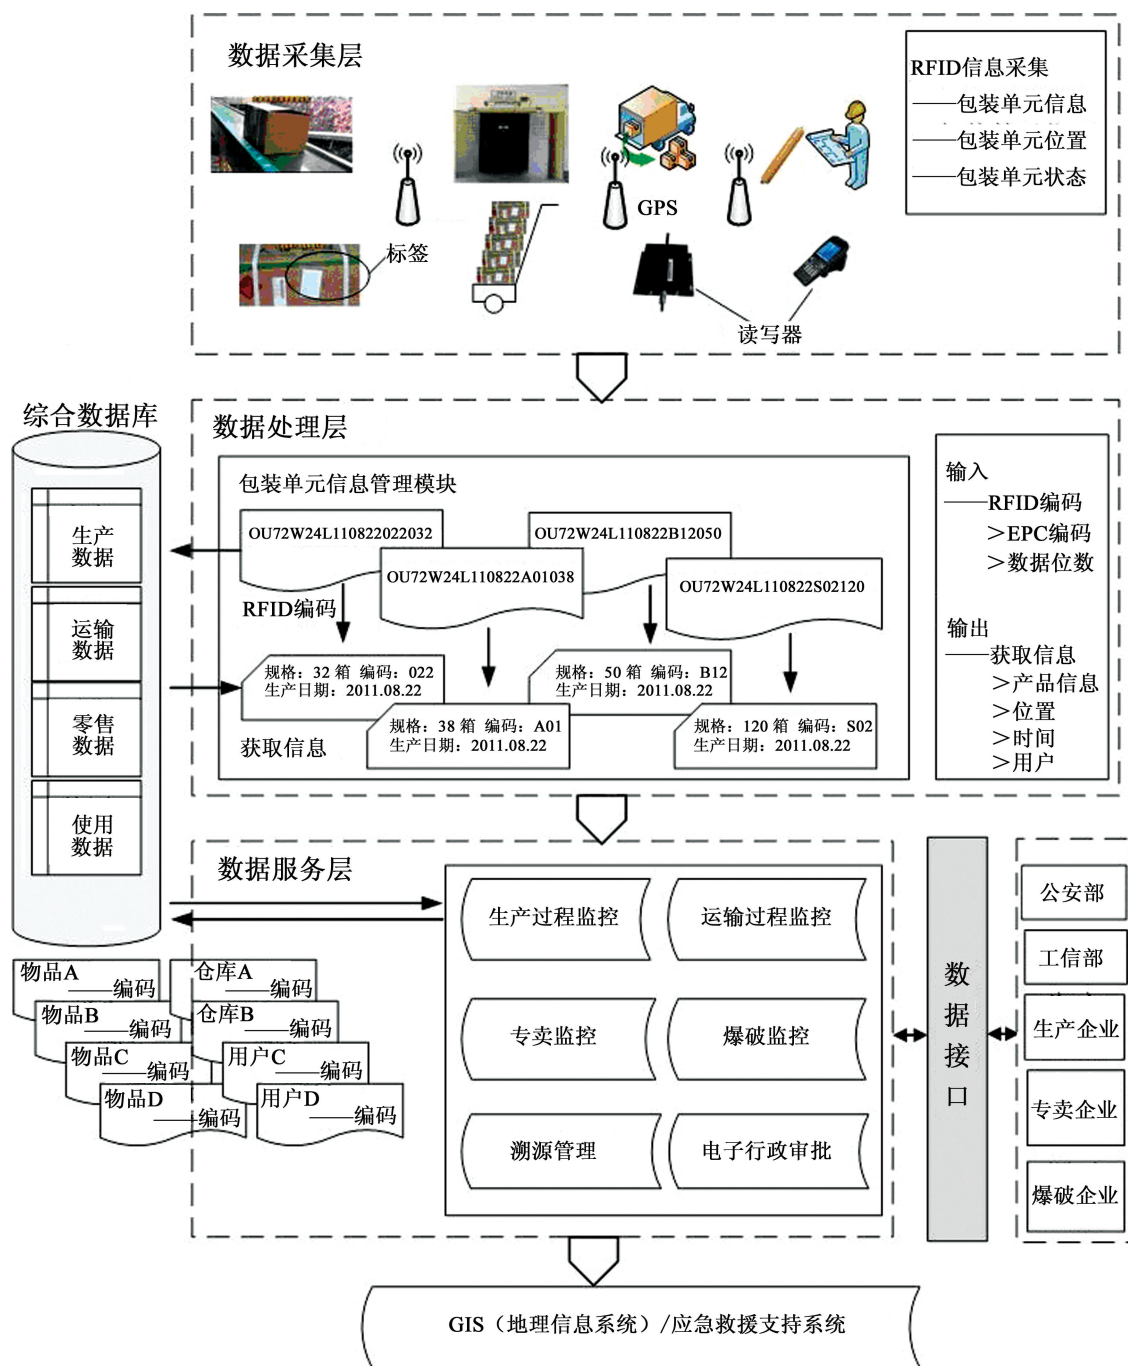 数据采集层
RFID信息采集
——包装单元信息
——包装单元位置
——包装单元状态
GPS
标签
读写器
综合数据库
生产
数据
运输
数据
零售
数据
使用
数据
数据处理层
包装单元信息管理模块
OU72W24L110822022032
OU72W24L110822B12050
OU72W24L110822A01038
OU72W24L110822S02120
RFID编码
规格：32 箱 编码：022
生产日期：2011.08.22
规格：50 箱 编码：B12
生产日期：2011.08.22
规格：38 箱 编码：A01
生产日期：2011.08.22
规格：120 箱 编码：S02
生产日期：2011.08.22
获取信息
输入
——RFID编码
>EPC编码
>数据位数
输出
——获取信息
>产品信息
>位置
>时间
>用户
数据服务层
生产过程监控
运输过程监控
专卖监控
爆破监控
溯源管理
电子行政审批
物品A
——编码
物品B
——编码
物品C
——编码
物品D
——编码
仓库A
——编码
仓库B
——编码
用户C
——编码
用户D
——编码
数据接口
公安部
工信部
生产企业
专卖企业
爆破企业
GIS（地理信息系统）/应急救援支持系统